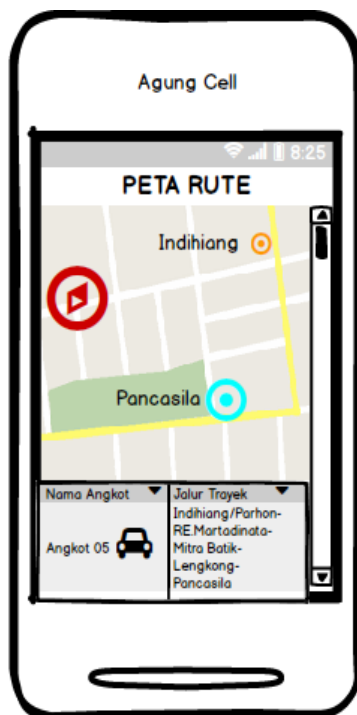 Agung Cell
8:25
PETA RUTE
Indihiang
Pancasila
Nama Angkot
Angkot 05
Jalur Trayek
Indihiang/Parhon-
RE.Martadinata-
Mitra Batik-
Lengkong-
Pancasila